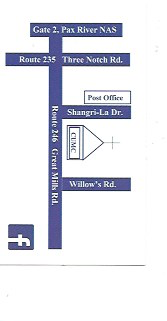 Gate 2, Pax River NAS
Route 235 Three Notch Rd.
Post Office
Shangri-La Dr.
Route 246 Great Mills Rd.
CUMC
Willow's Rd.
f